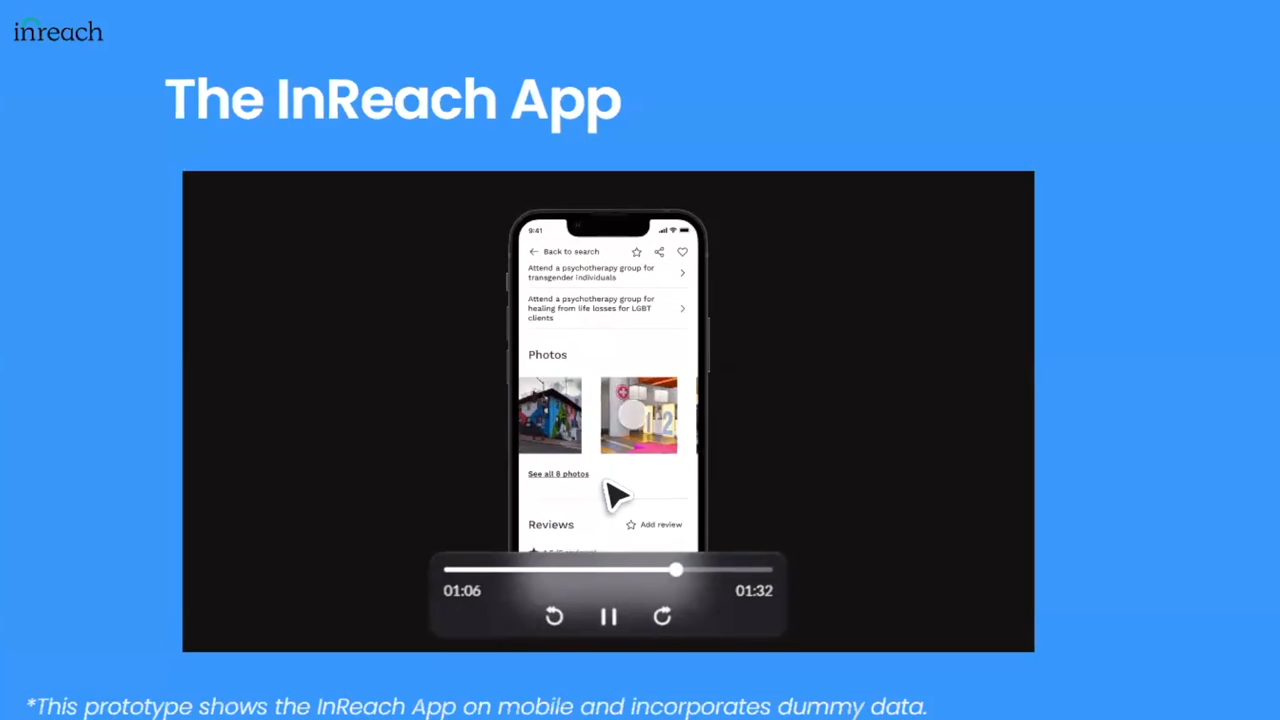 inreach
The InReach App
9:41
Back to search
Attend a psychotherapy group for
transgender individuals
Attend a psychotherapy group for
healing from life losses for LGBT
clients
Photos
12
See all 8 photos
Reviews
Add review
01:06
01:32
*This prototype shows the InReach App on mobile and incorporates dummy data.